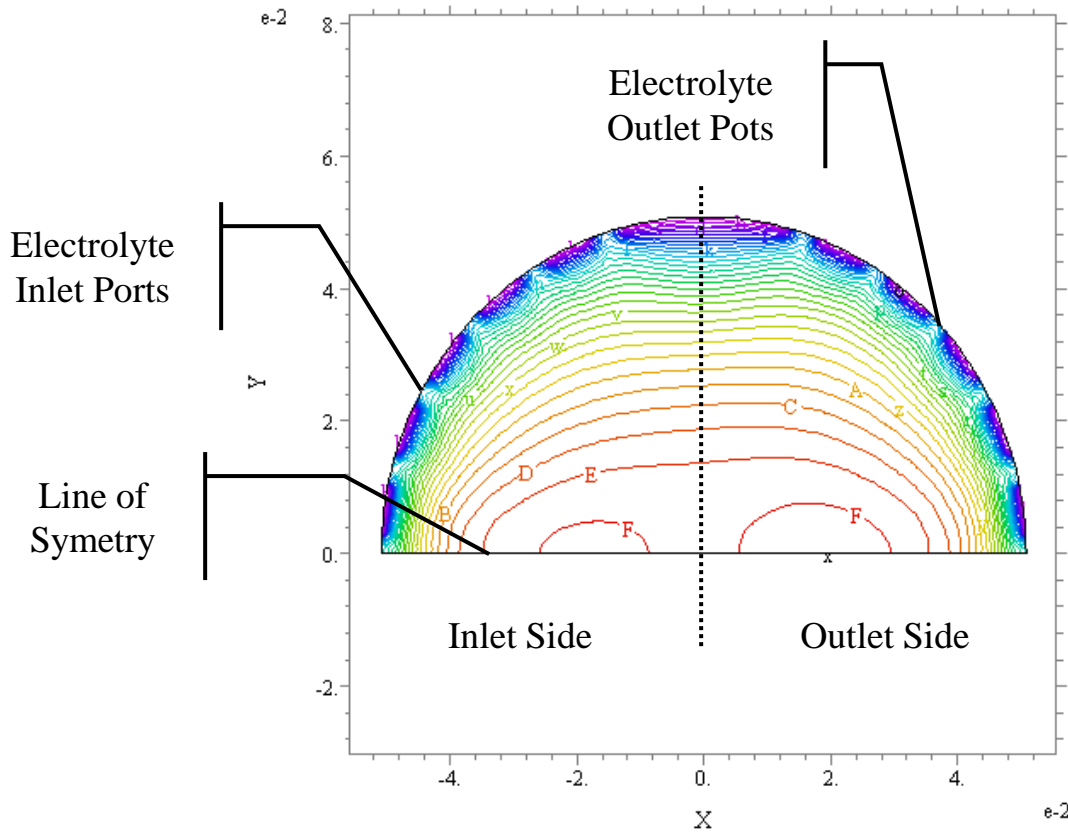 e-2
8.
6.
4.
2.
0.
-2.
Y
Electrolyte
Outlet Pots
Electrolyte
Inlet Ports
Line of
Symetry
v
w
x
u
A
z
s
C
D
E
B
F
F
x
Inlet Side
Outlet Side
-4.
-2.
0.
2.
4.
X
e-2